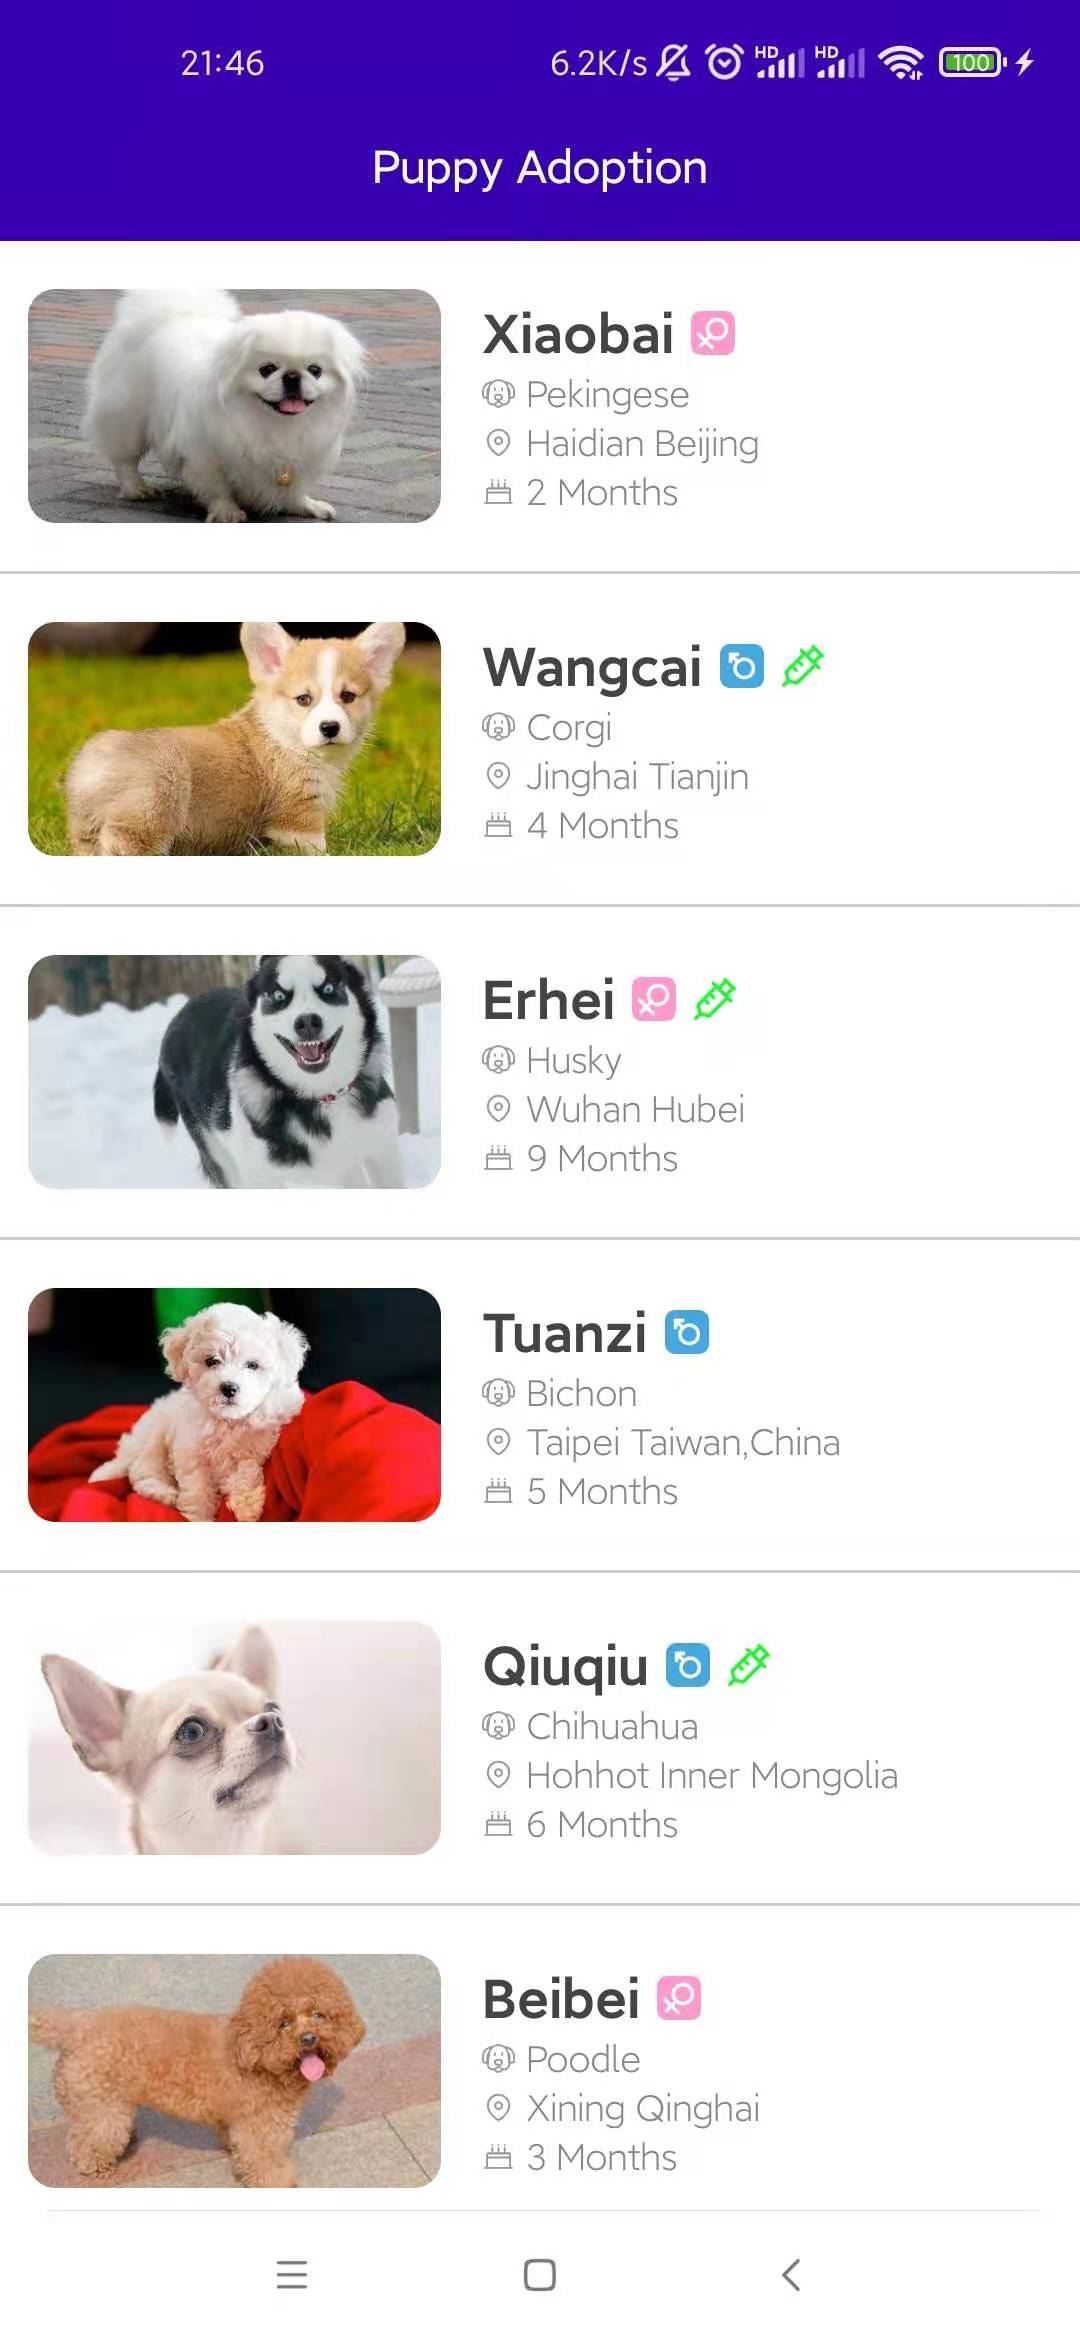 21:46
6.2K/s HD HD 100
Puppy Adoption
Xiaobai
Pekingese
Haidian Beijing
2 Months
Wangcai
Corgi
Jinghai Tianjin
4 Months
Erhei
Husky
Wuhan Hubei
9 Months
Tuanzi
Bichon
Taipei Taiwan,China
5 Months
Qiuqiu
Chihuahua
Hohhot Inner Mongolia
6 Months
Beibei
Poodle
Xining Qinghai
3 Months